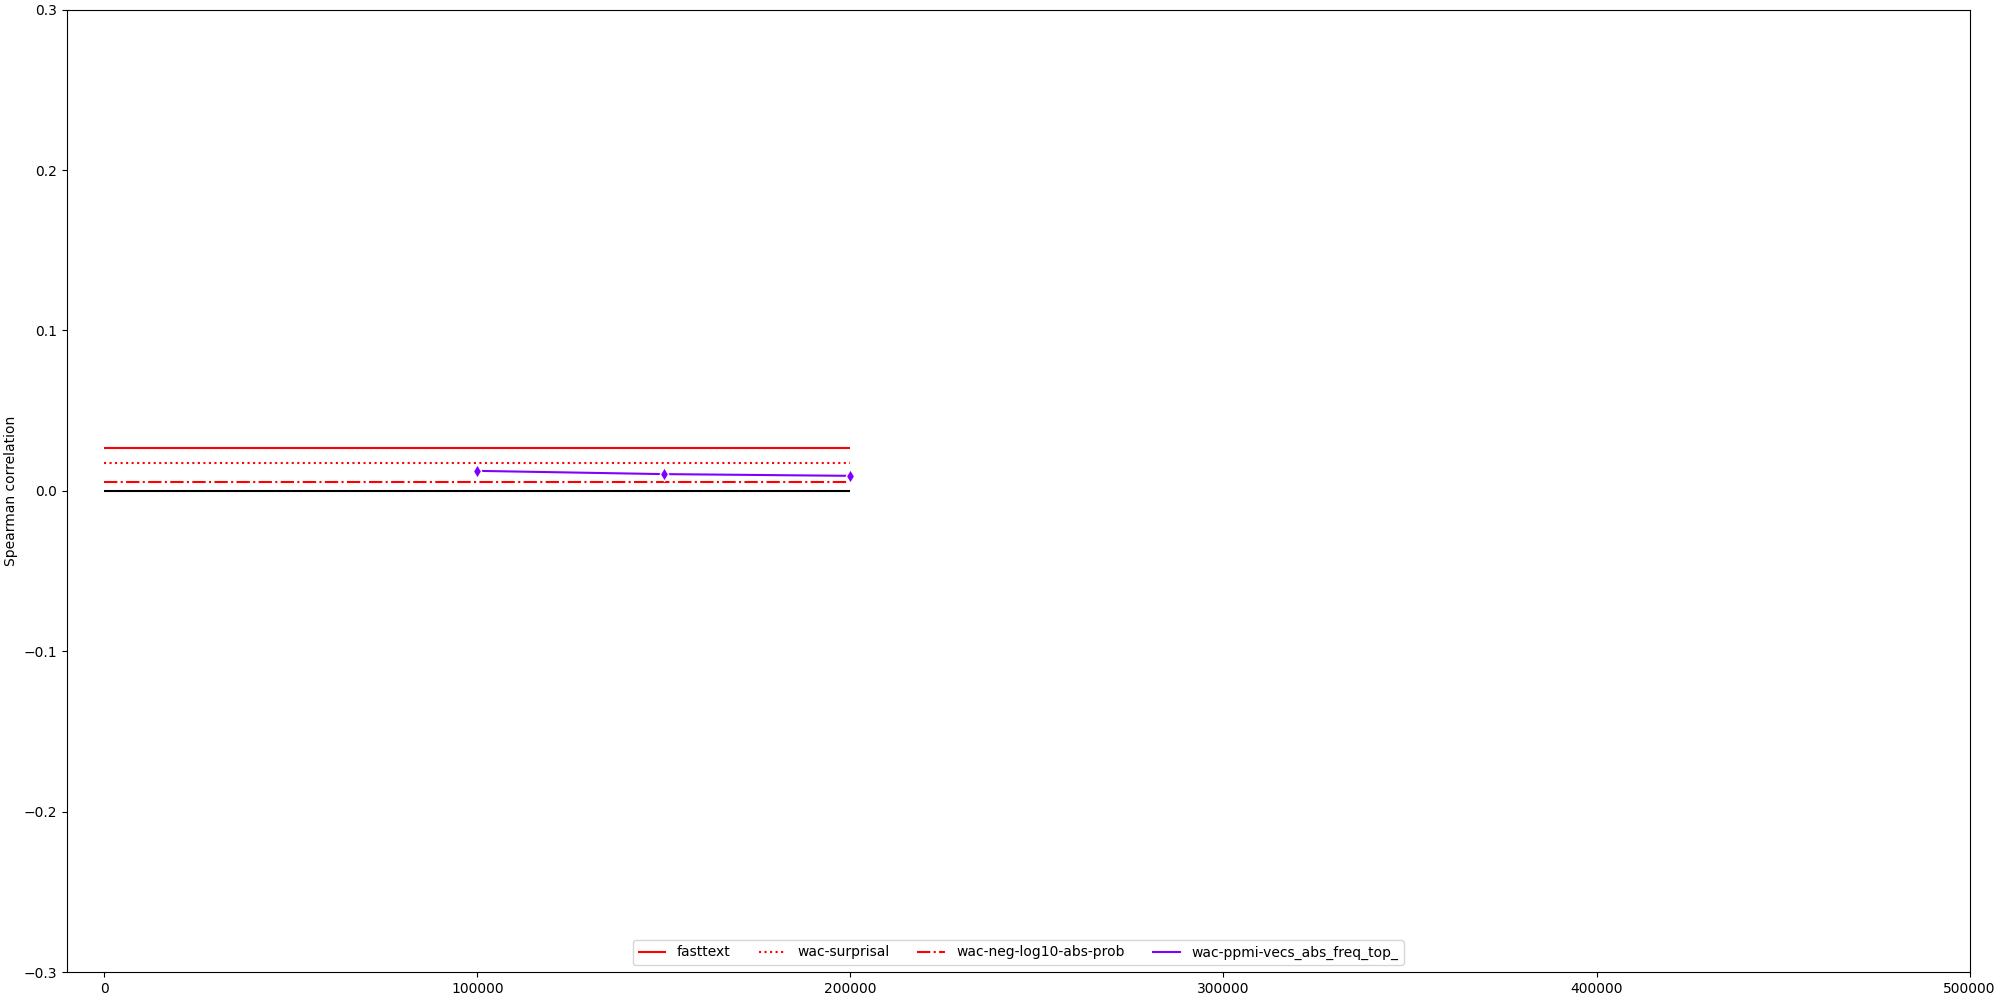 0.3
0.2
0.1
0.0
−0.1
−0.2
−0.3
Spearman correlation
fasttext wac-surprisal wac-neg-log10-abs-prob wac-ppmi-vecs_abs_freq_top_
0 100000 200000 300000 400000 500000